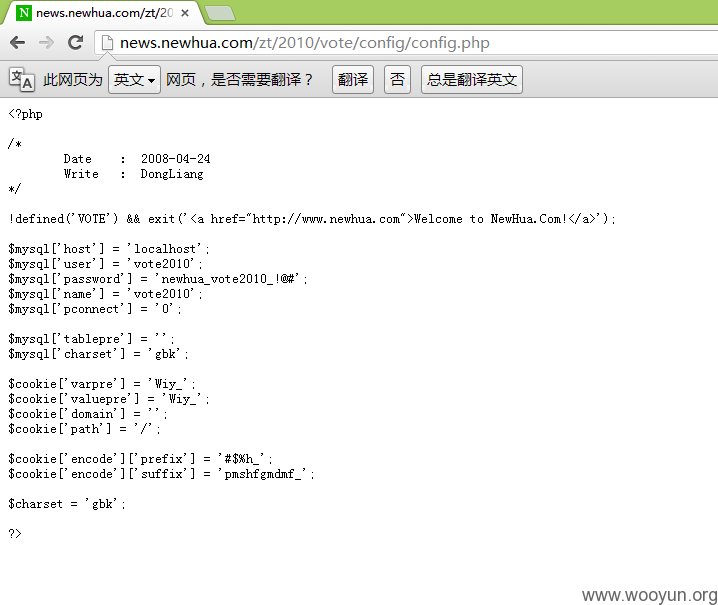 news.newhua.com/zt/20
news.newhua.com/zt/2010/vote/config/config.php
此网页为 英文 网页，是否需要翻译？ 翻译 否 总是翻译英文
<?php
/*
Date : 2008-04-24
Write : DongLiang
*/
!defined('VOTE') && exit('<a href="http://www.newhua.com">Welcome to NewHua.Com!</a>');
$mysql['host'] = 'localhost';
$mysql['user'] = 'vote2010';
$mysql['password'] = 'newhua_vote2010_!@#';
$mysql['name'] = 'vote2010';
$mysql['pconnect'] = '0';
$mysql['tablepre'] = '';
$mysql['charset'] = 'gbk';
$cookie['varpre'] = 'Wiy_';
$cookie['valuepre'] = 'Wiy_';
$cookie['domain'] = '';
$cookie['path'] = '/';
$cookie['encode']['prefix'] = '#$%h_';
$cookie['encode']['suffix'] = 'pmshfgmdmf_';
$charset = 'gbk';
?>
www.wooyun.org